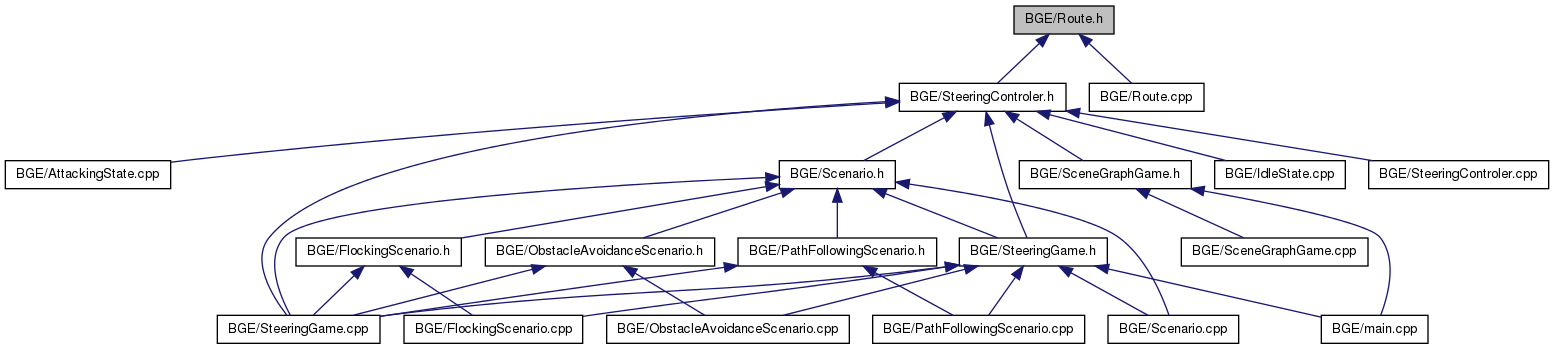 BGE/Route.h
BGE/SteeringControler.h
BGE/Route.cpp
BGE/AttackingState.cpp
BGE/Scenario.h
BGE/SceneGraphGame.h
BGE/IdleState.cpp
BGE/SteeringControler.cpp
BGE/FlockingScenario.h
BGE/ObstacleAvoidanceScenario.h
BGE/PathFollowingScenario.h
BGE/SteeringGame.h
BGE/SceneGraphGame.cpp
BGE/SteeringGame.cpp
BGE/FlockingScenario.cpp
BGE/ObstacleAvoidanceScenario.cpp
BGE/PathFollowingScenario.cpp
BGE/Scenario.cpp
BGE/main.cpp